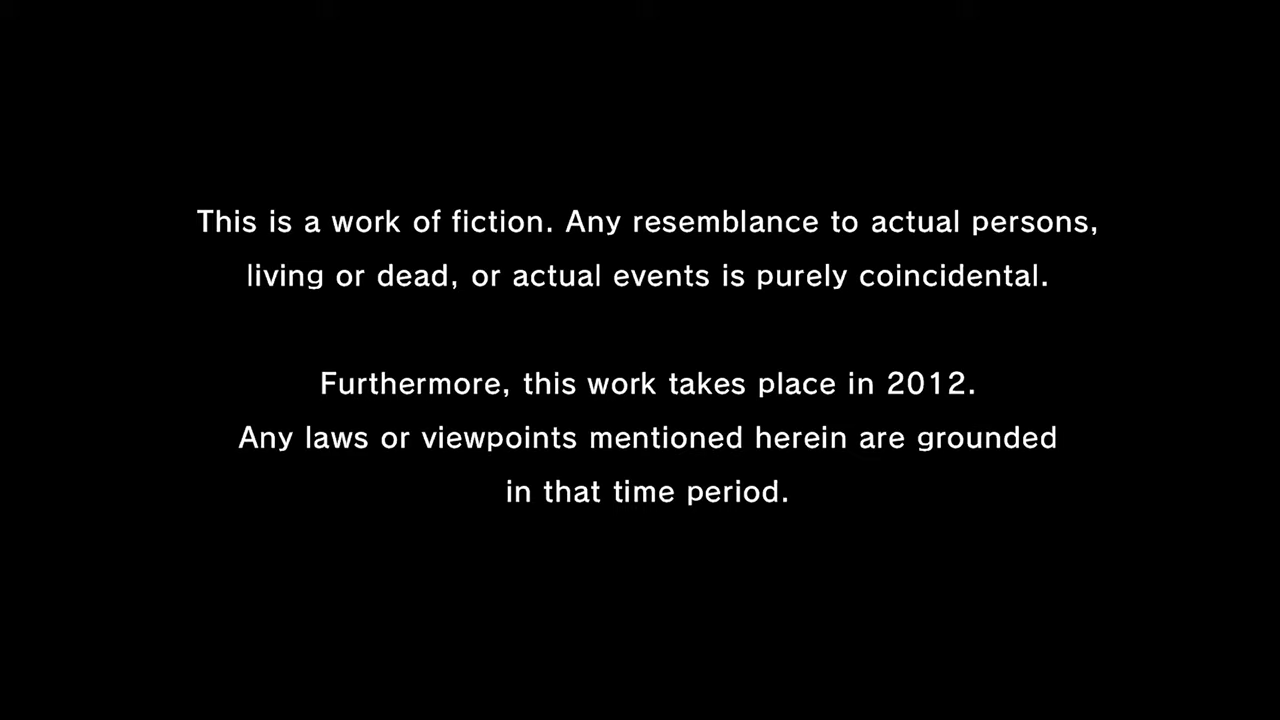 This is a work of fiction. Any resemblance to actual persons,
living or dead, or actual events is purely coincidental.
Furthermore, this work takes place in 2012.
Any laws or viewpoints mentioned herein are grounded
in that time period.